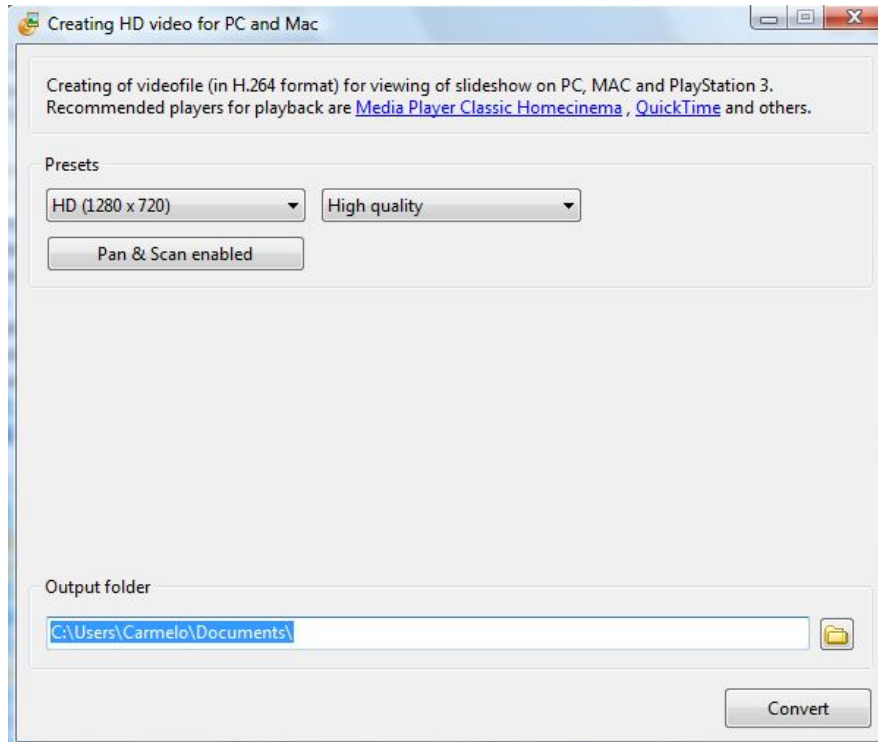 Creating HD video for PC and Mac
Creating of videofile (in H.264 format) for viewing of slideshow on PC, MAC and PlayStation 3.
Recommended players for playback are Media Player Classic Homecinema , QuickTime and others.
Presets
HD (1280 x 720) High quality
Pan & Scan enabled
Output folder
C:\Users\Carmelo\Documents\
Convert